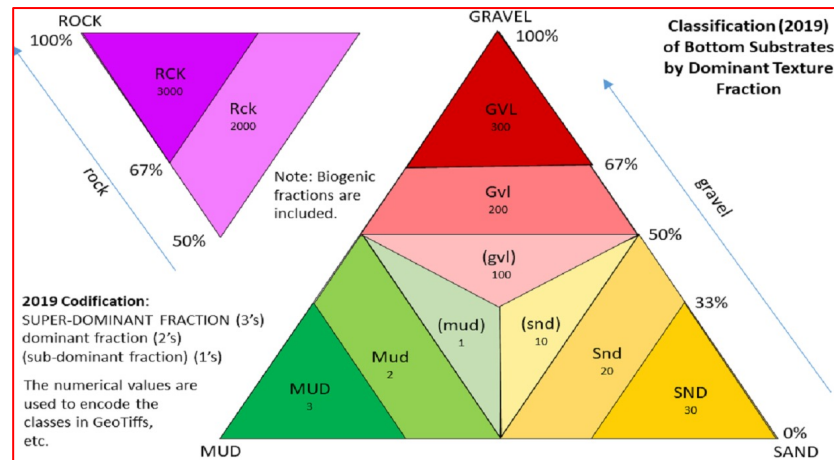 ROCK
100%
RCK
3000
Rck
2000
67%
rock
50%
Note: Biogenic
fractions are
included.
GRAVEL
100%
Classification (2019)
of Bottom Substrates
by Dominant Texture
Fraction
GVL
300
67%
gravel
Gvl
200
50%
(gvl)
100
33%
(mud)
1
(snd)
10
Mud
2
Snd
20
MUD
3
SND
30
0%
MUD
SAND
2019 Codification:
SUPER-DOMINANT FRACTION (3's)
dominant fraction (2's)
(sub-dominant fraction) (1's)
The numerical values are
used to encode the
classes in GeoTiffs,
etc.